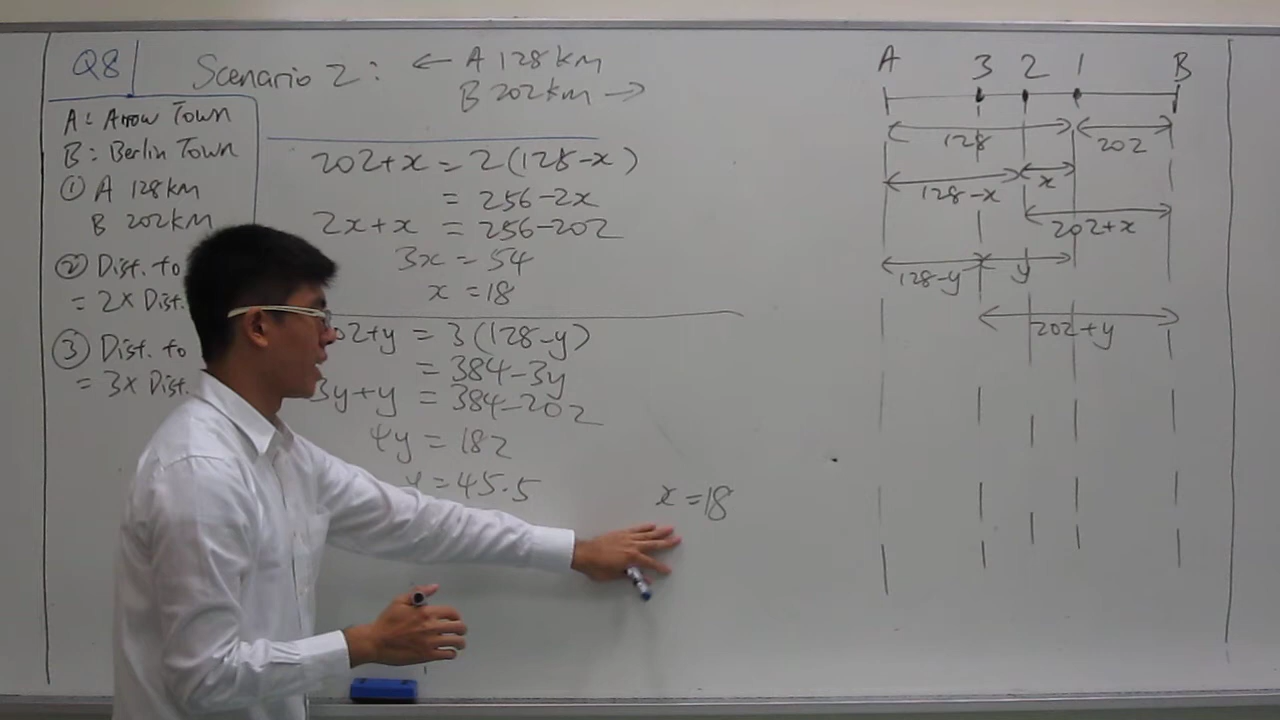 Q8
Scenario 2 : ← A 128 km
B 202 km →
A : Arrow Town
B : Berlin Town
① A 128 km
B 202 km
② Dist. to
= 2x Dist.
③ Dist. to
= 3x Dist.
202+x = 2(128-x)
= 256-2x
2x+x = 256-202
3x = 54
x = 18
202+y = 3(128-y)
= 384-3y
3y+y = 384-202
4y = 182
y = 45.5
x = 18
A 3 2 1 B
128 202
128-x x
202+x
128-y y
202+y